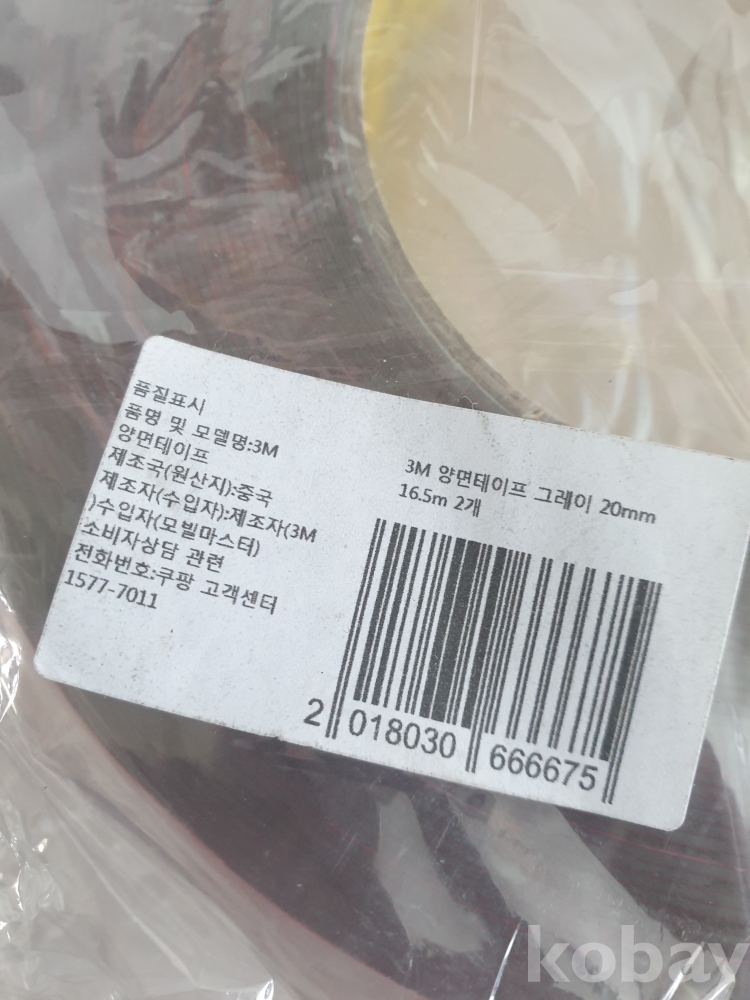 품질표시
품명 및 모델명:3M
양면테이프
제조국(원산지):중국
제조자(수입자):제조자(3M
)수입자(모빌마스터)
소비자상담 관련
전화번호:쿠팡 고객센터
1577-7011
3M 양면테이프 그레이 20mm
16.5m 2개
2 018030 666675
kobay